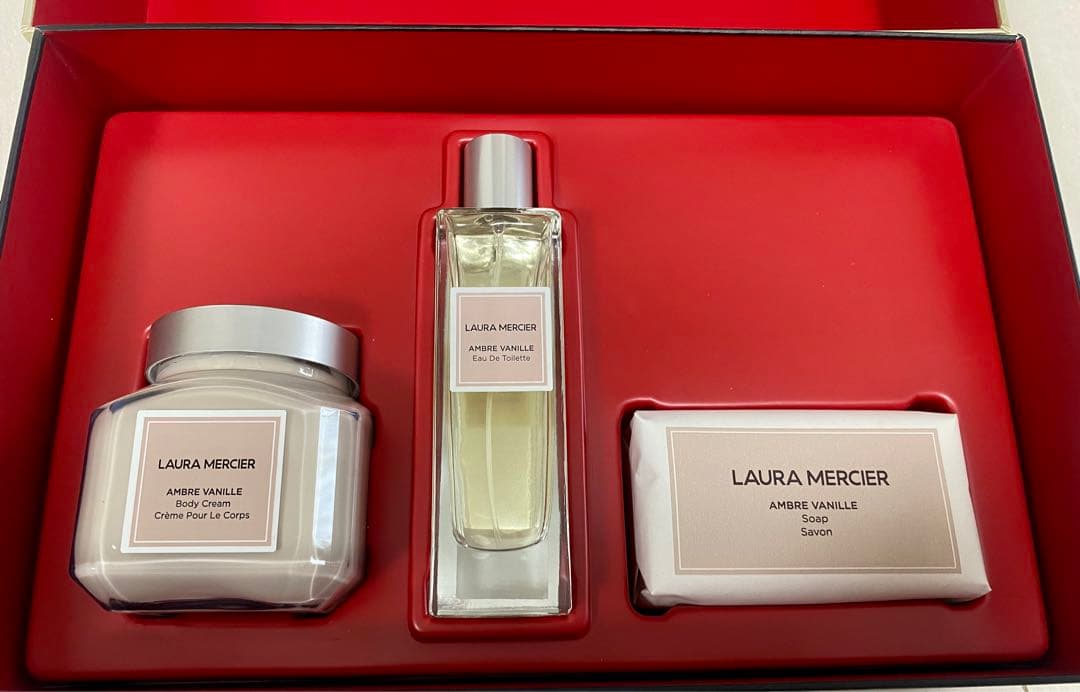 LAURA MERCIER
AMBRE VANILLE
Body Cream
Crème Pour Le Corps
LAURA MERCIER
AMBRE VANILLE
Eau De Toilette
LAURA MERCIER
AMBRE VANILLE
Soap
Savon